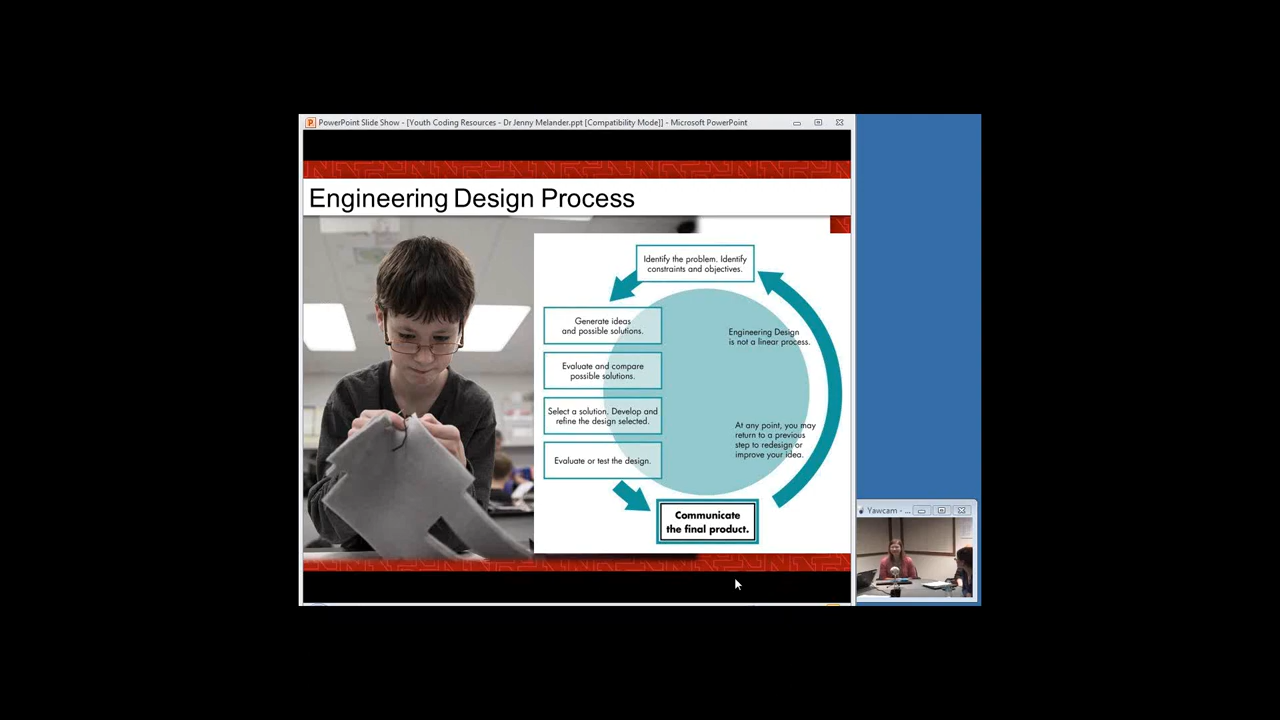 PowerPoint Slide Show - [Youth Coding Resources - Dr Jenny Melander.ppt [Compatibility Mode]] - Microsoft PowerPoint
Engineering Design Process
Identify the problem. Identify
constraints and objectives.
Generate ideas
and possible solutions.
Evaluate and compare
possible solutions.
Select a solution. Develop and
refine the design selected.
Evaluate or test the design.
Communicate
the final product.
Engineering Design
is not a linear process.
At any point, you may
return to a previous
step to redesign or
improve your idea.
Yawcam - ...